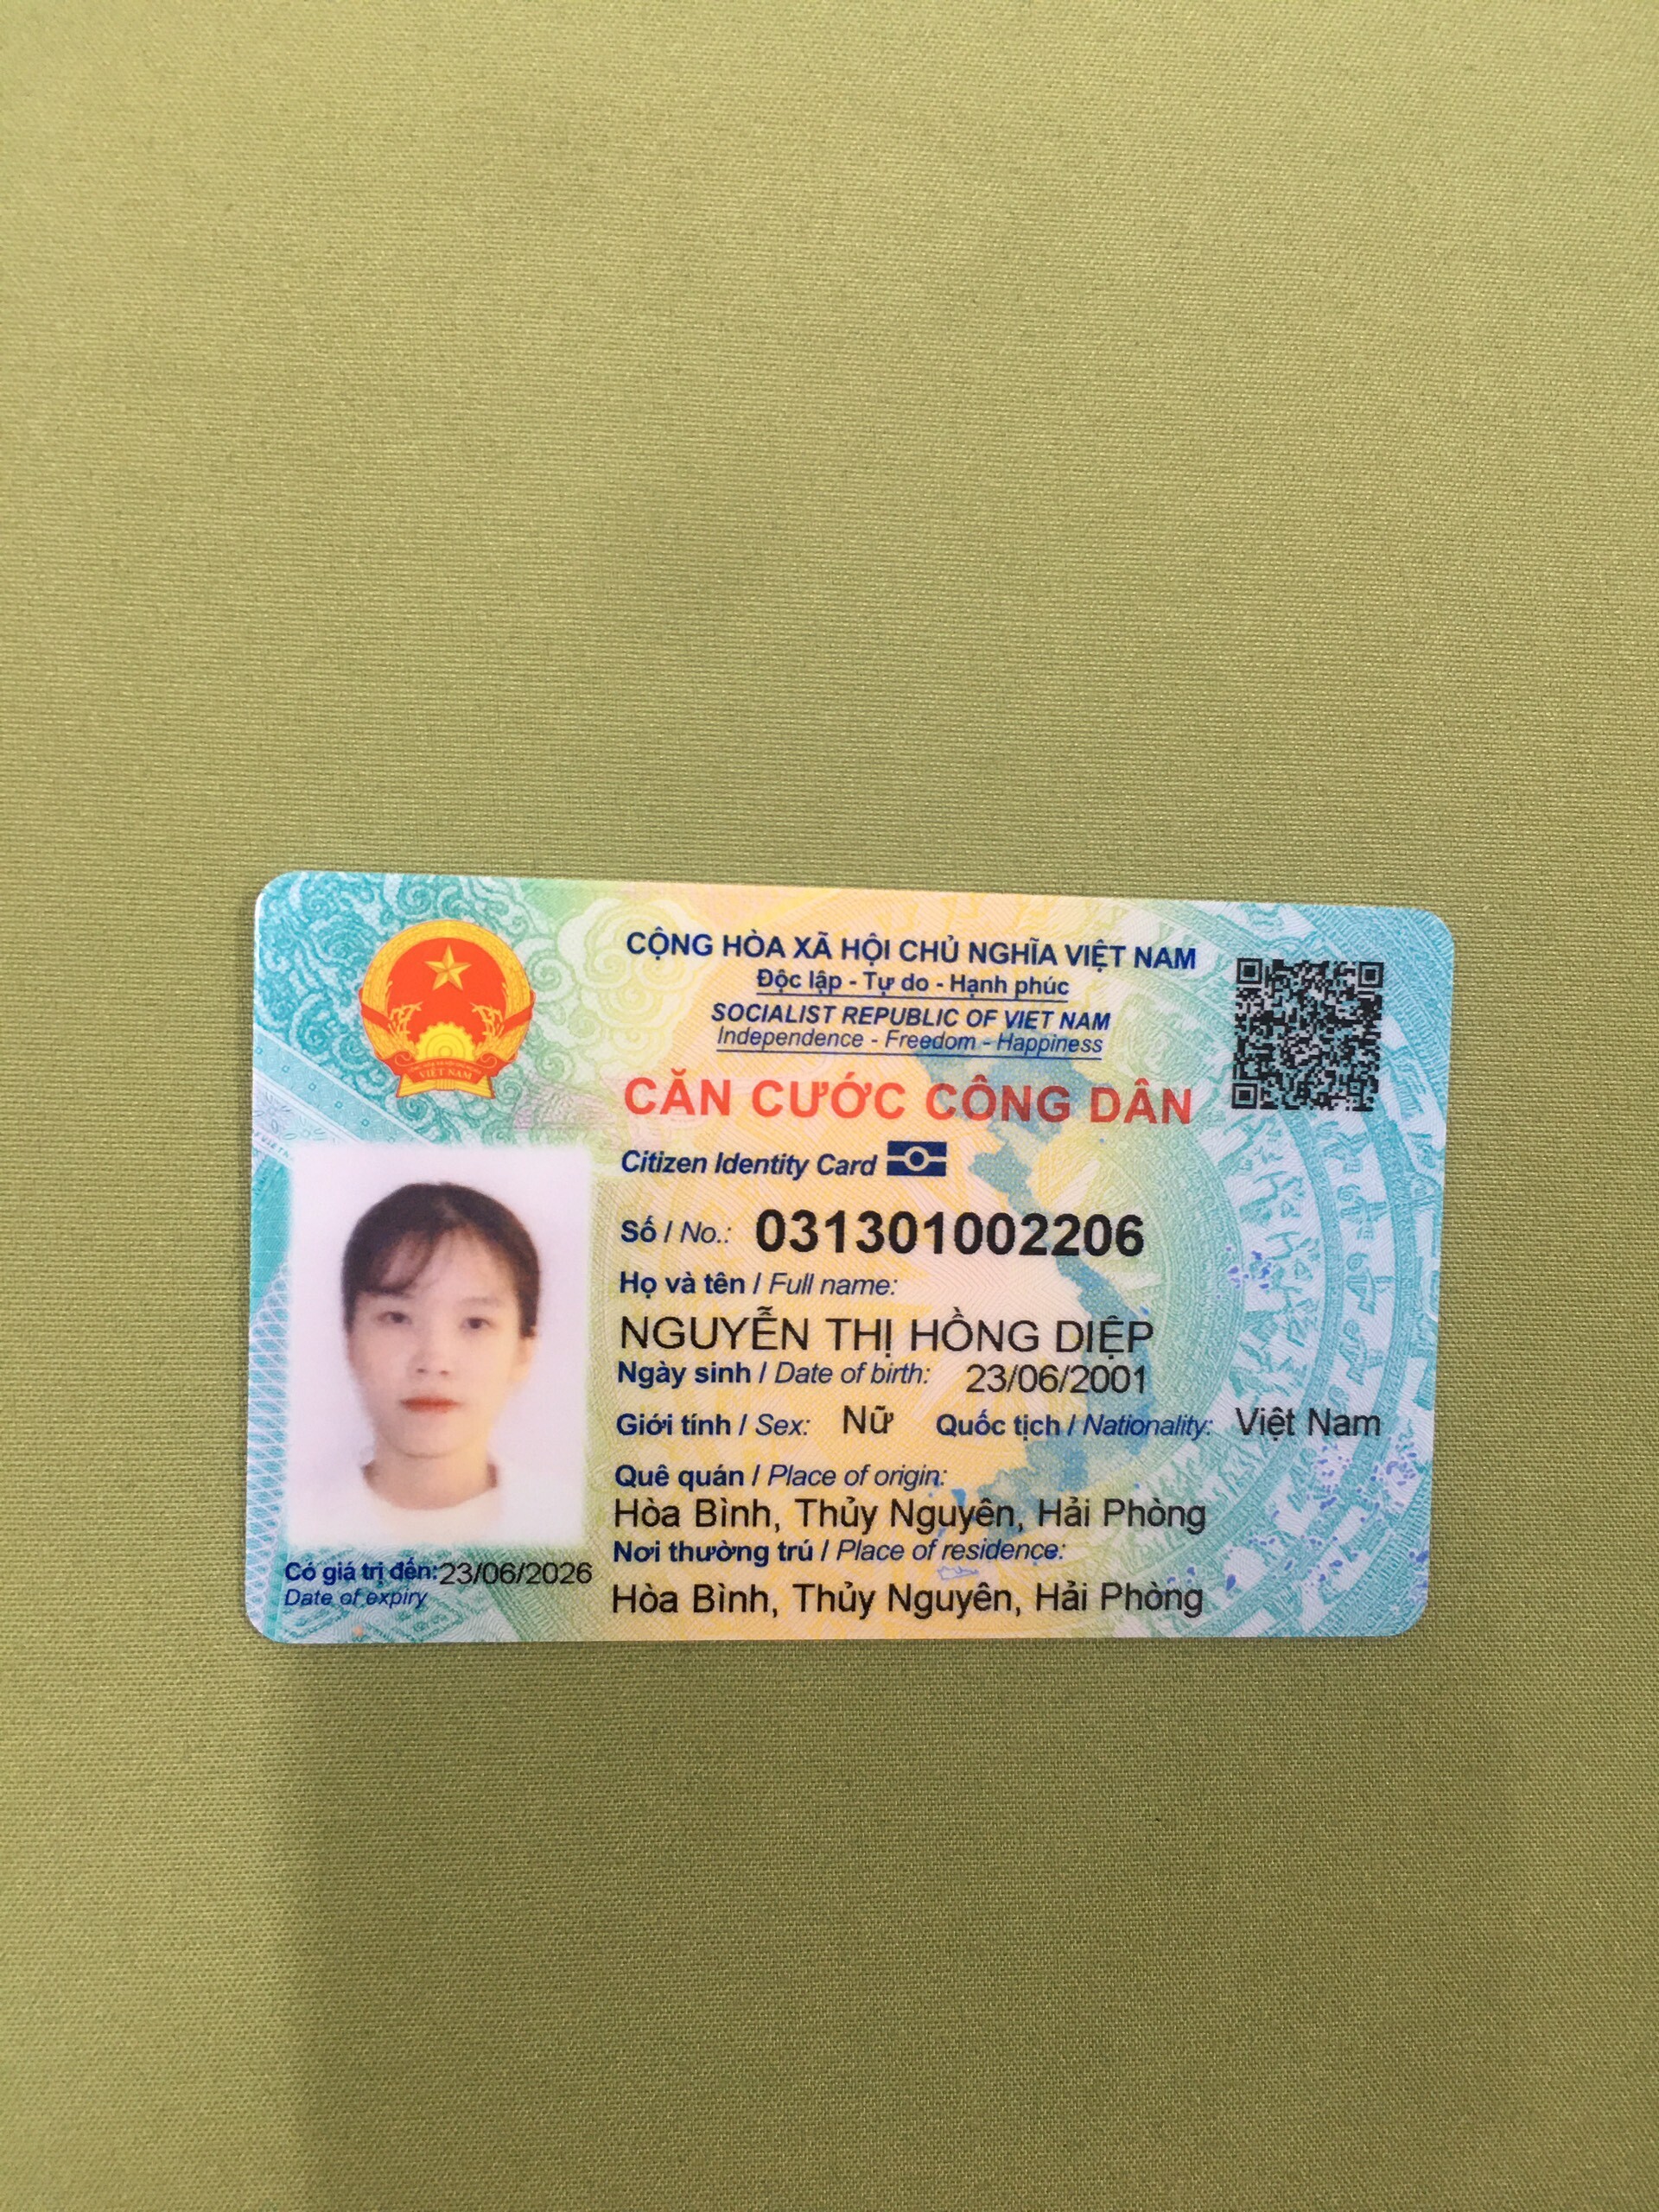 CỘNG HÒA XÃ HỘI CHỦ NGHĨA VIỆT NAM
Độc lập - Tự do - Hạnh phúc
SOCIALIST REPUBLIC OF VIET NAM
Independence - Freedom - Happiness
VIỆT NAM
CĂN CƯỚC CÔNG DÂN
Citizen Identity Card
Số / No.: 031301002206
Họ và tên / Full name:
NGUYỄN THỊ HỒNG DIỆP
Ngày sinh / Date of birth: 23/06/2001
Giới tính / Sex: Nữ Quốc tịch / Nationality: Việt Nam
Quê quán / Place of origin:
Hòa Bình, Thủy Nguyên, Hải Phòng
Nơi thường trú / Place of residence:
Hòa Bình, Thủy Nguyên, Hải Phòng
Có giá trị đến: 23/06/2026
Date of expiry